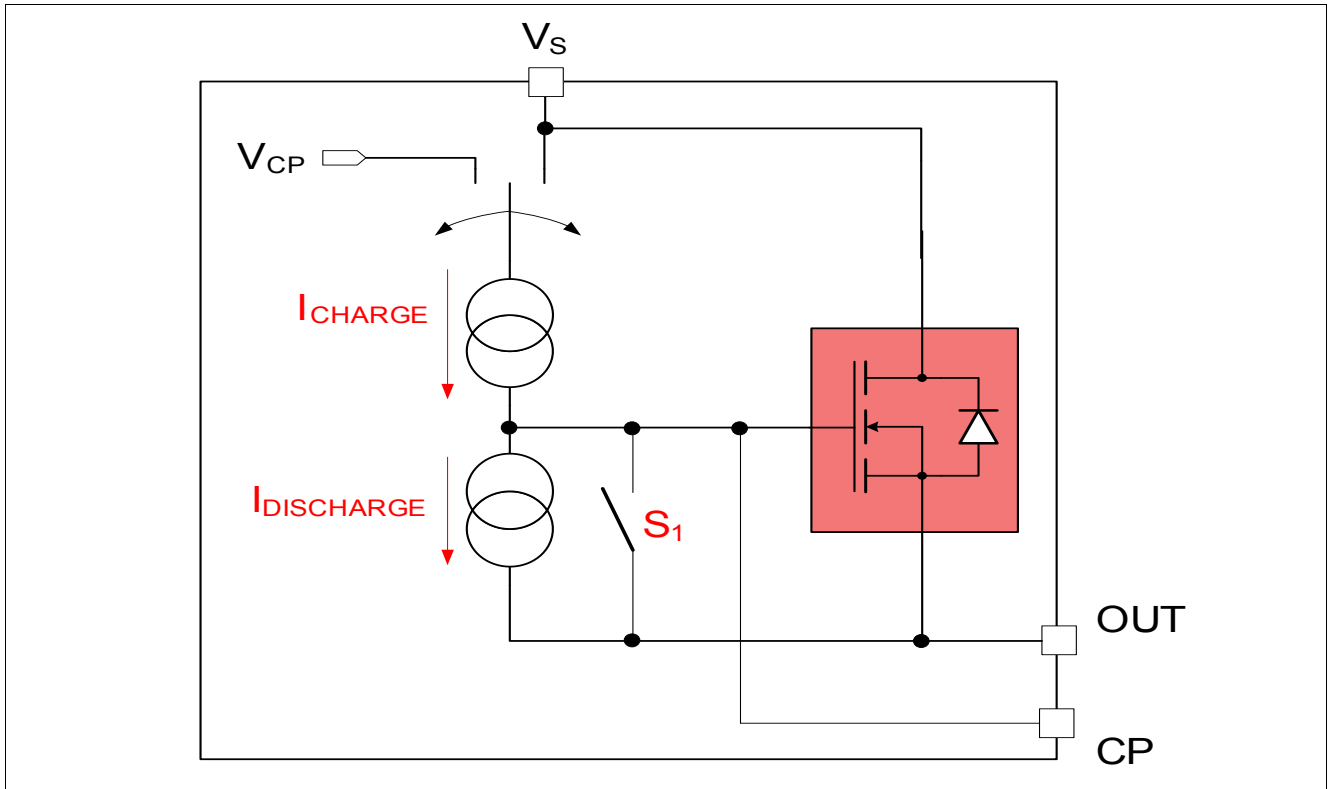 VS
VCP
ICHARGE
IDISCHARGE
S1
OUT
CP